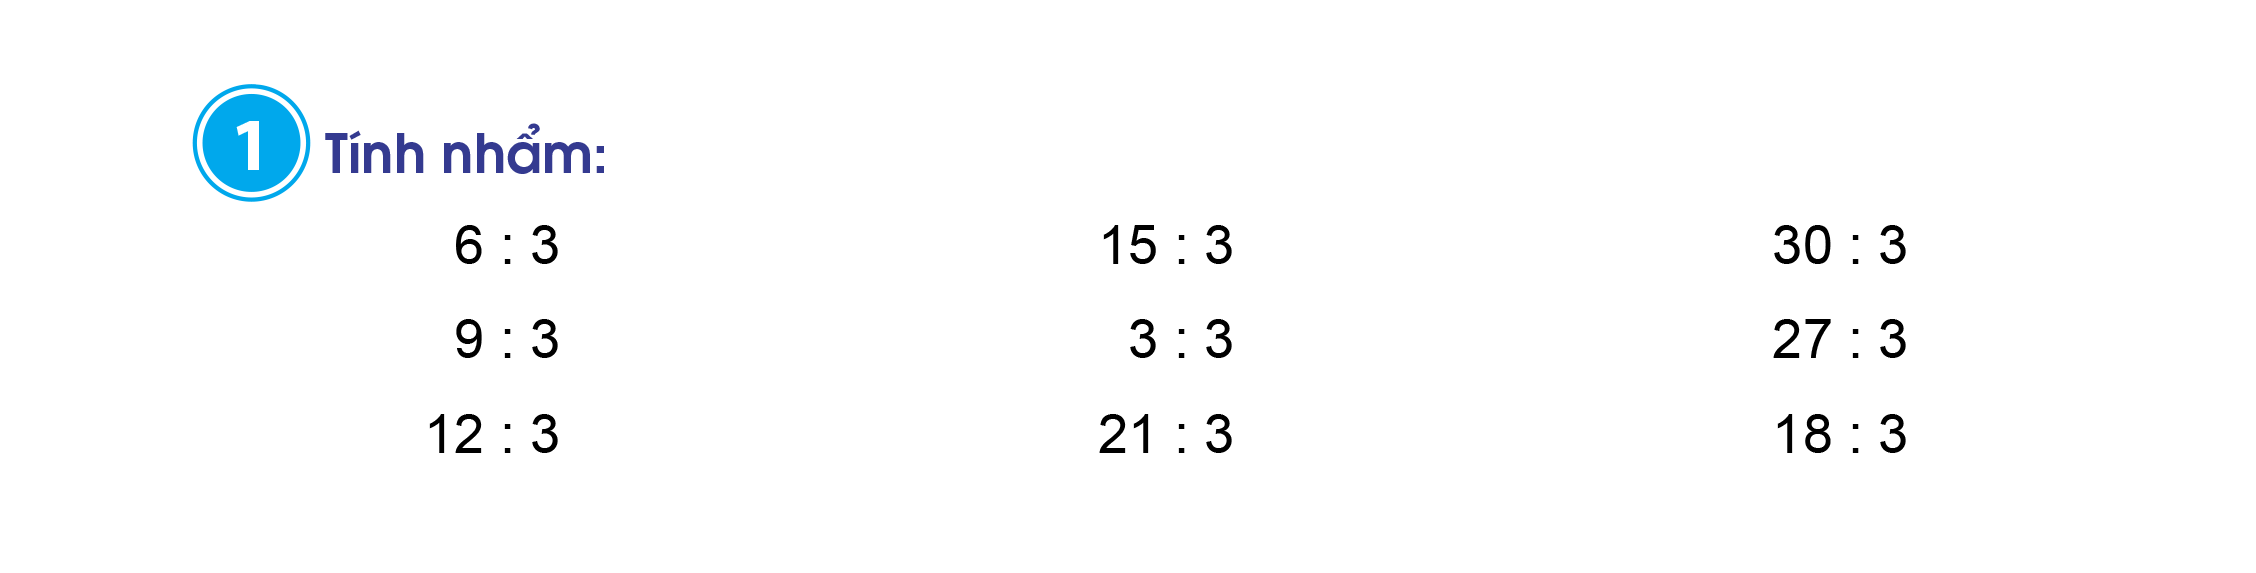 1 Tính nhẩm:
6 : 3 15 : 3 30 : 3
9 : 3 3 : 3 27 : 3
12 : 3 21 : 3 18 : 3